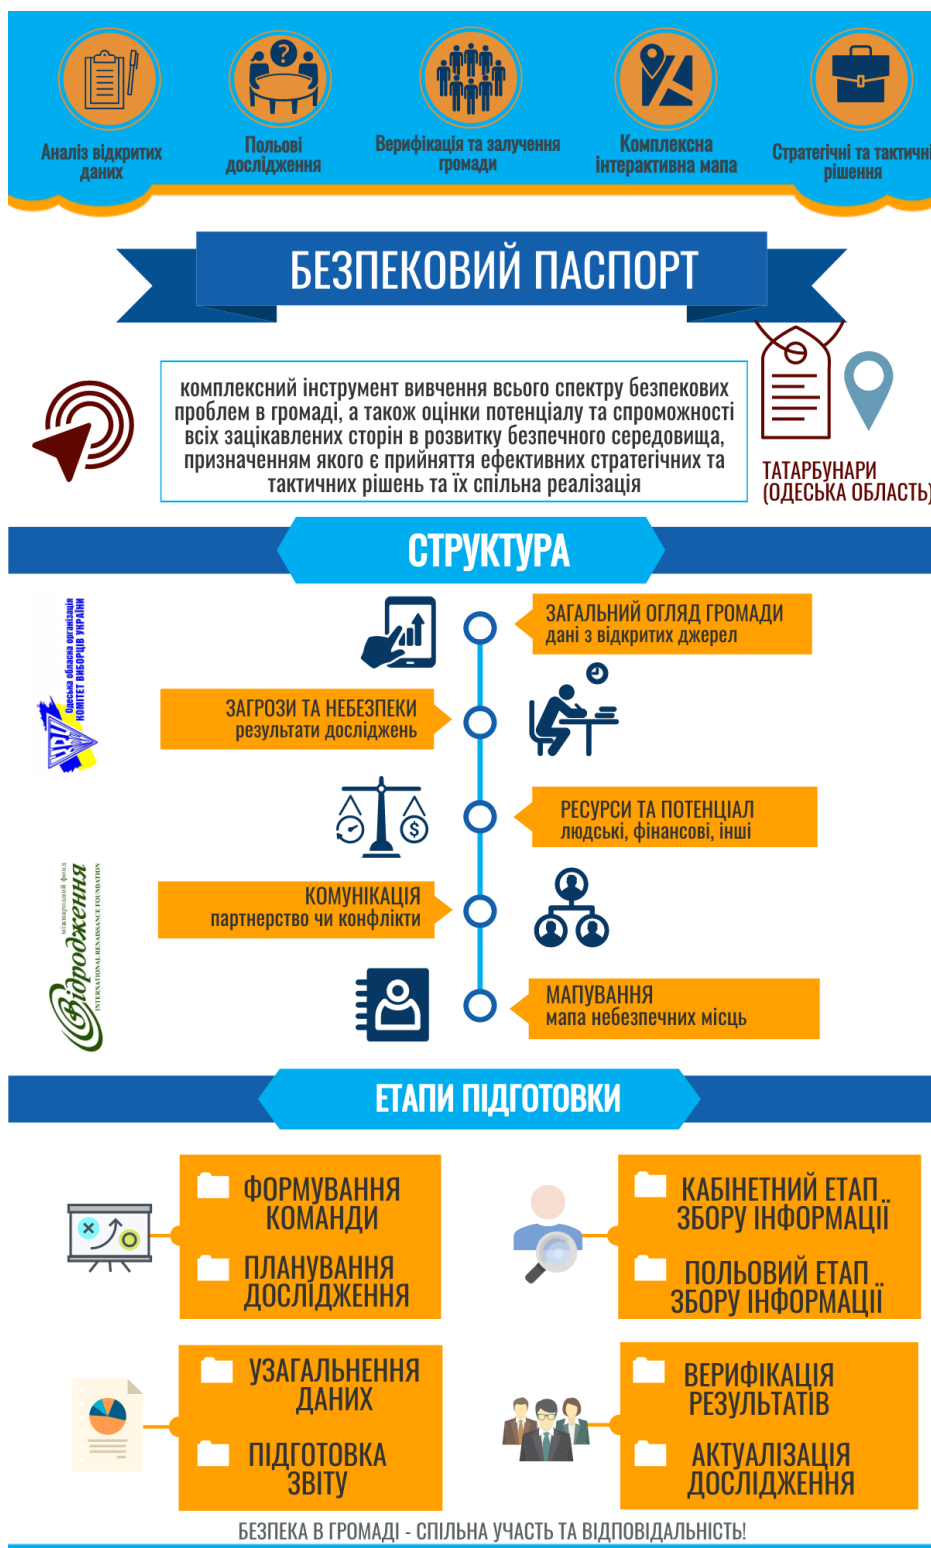 Аналіз відкритих
даних
Польові
дослідження
Верифікація та залучення
громади
Комплексна
інтерактивна мапа
Стратегічні та тактичні
рішення
БЕЗПЕКОВИЙ ПАСПОРТ
комплексний інструмент вивчення всього спектру безпекових
проблем в громаді, а також оцінки потенціалу та спроможності
всіх зацікавлених сторін в розвитку безпечного середовища,
призначенням якого є прийняття ефективних стратегічних та
тактичних рішень та їх спільна реалізація
ТАТАРБУНАРИ
(ОДЕСЬКА ОБЛАСТЬ)
СТРУКТУРА
Одеська обласна організація
КОМІТЕТ ВИБОРЦІВ УКРАЇНИ
ЗАГАЛЬНИЙ ОГЛЯД ГРОМАДИ
дані з відкритих джерел
ЗАГРОЗИ ТА НЕБЕЗПЕКИ
результати досліджень
РЕСУРСИ ТА ПОТЕНЦІАЛ
людські, фінансові, інші
КОМУНІКАЦІЯ
партнерство чи конфлікти
міжнародний фонд
Відродження
INTERNATIONAL RENAISSANCE FOUNDATION
МАПУВАННЯ
мапа небезпечних місць
ЕТАПИ ПІДГОТОВКИ
ФОРМУВАННЯ
КОМАНДИ
ПЛАНУВАННЯ
ДОСЛІДЖЕННЯ
КАБІНЕТНИЙ ЕТАП
ЗБОРУ ІНФОРМАЦІЇ
ПОЛЬОВИЙ ЕТАП
ЗБОРУ ІНФОРМАЦІЇ
УЗАГАЛЬНЕННЯ
ДАНИХ
ПІДГОТОВКА
ЗВІТУ
ВЕРИФІКАЦІЯ
РЕЗУЛЬТАТІВ
АКТУАЛІЗАЦІЯ
ДОСЛІДЖЕННЯ
БЕЗПЕКА В ГРОМАДІ - СПІЛЬНА УЧАСТЬ ТА ВІДПОВІДАЛЬНІСТЬ!